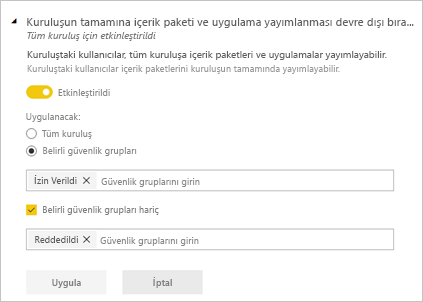 Kuruluşun tamamına içerik paketi ve uygulama yayımlanması devre dışı bıra...
Tüm kuruluş için etkinleştirildi
Kuruluştaki kullanıcılar, tüm kuruluşa içerik paketleri ve uygulamalar yayımlayabilir.
Kuruluştaki kullanıcılar içerik paketlerini kuruluşun tamamında yayımlayabilir.
Etkinleştirildi
Uygulanacak:
Tüm kuruluş
Belirli güvenlik grupları
İzin Verildi Güvenlik gruplarını girin
Belirli güvenlik grupları hariç
Reddedildi Güvenlik gruplarını girin
Uygula İptal